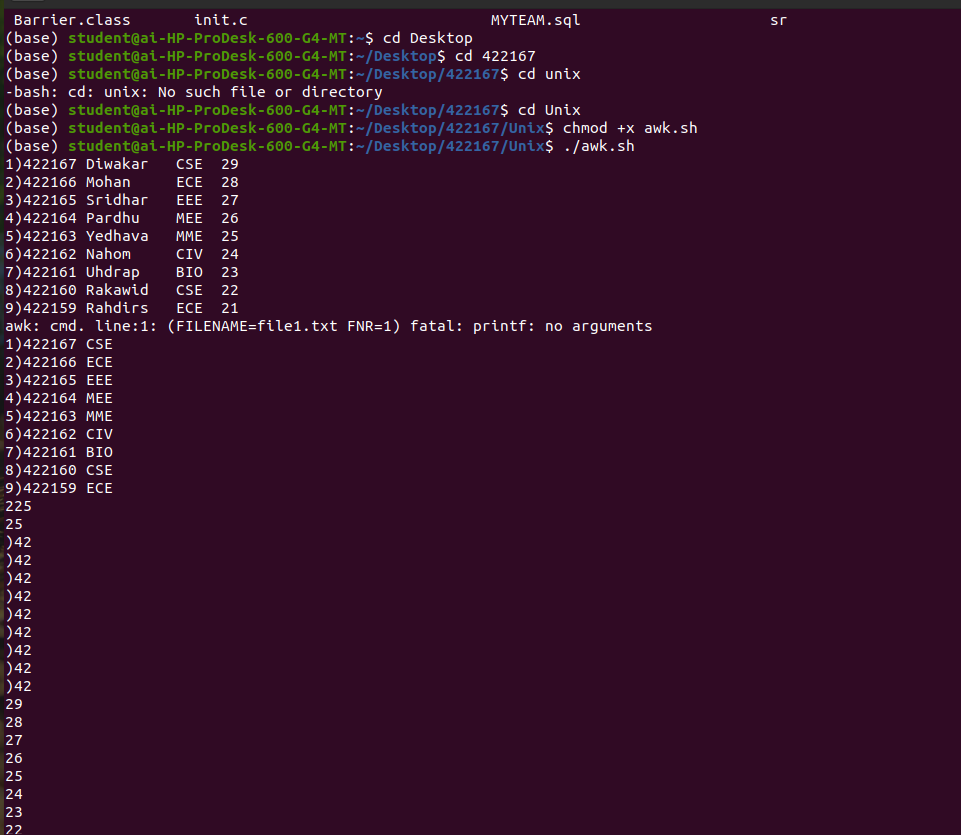 Barrier.class       init.c                           MYTEAM.sql                     sr
(base) student@ai-HP-ProDesk-600-G4-MT:~$ cd Desktop
(base) student@ai-HP-ProDesk-600-G4-MT:~/Desktop$ cd 422167
(base) student@ai-HP-ProDesk-600-G4-MT:~/Desktop/422167$ cd unix
-bash: cd: unix: No such file or directory
(base) student@ai-HP-ProDesk-600-G4-MT:~/Desktop/422167$ cd Unix
(base) student@ai-HP-ProDesk-600-G4-MT:~/Desktop/422167/Unix$ chmod +x awk.sh
(base) student@ai-HP-ProDesk-600-G4-MT:~/Desktop/422167/Unix$ ./awk.sh
1)422167 Diwakar   CSE  29
2)422166 Mohan     ECE  28
3)422165 Sridhar   EEE  27
4)422164 Pardhu    MEE  26
5)422163 Yedhava   MME  25
6)422162 Nahom     CIV  24
7)422161 Uhdrap    BIO  23
8)422160 Rakawid   CSE  22
9)422159 Rahdirs   ECE  21
awk: cmd. line:1: (FILENAME=file1.txt FNR=1) fatal: printf: no arguments
1)422167 CSE
2)422166 ECE
3)422165 EEE
4)422164 MEE
5)422163 MME
6)422162 CIV
7)422161 BIO
8)422160 CSE
9)422159 ECE
225
25
)42
)42
)42
)42
)42
)42
)42
)42
)42
29
28
27
26
25
24
23
22